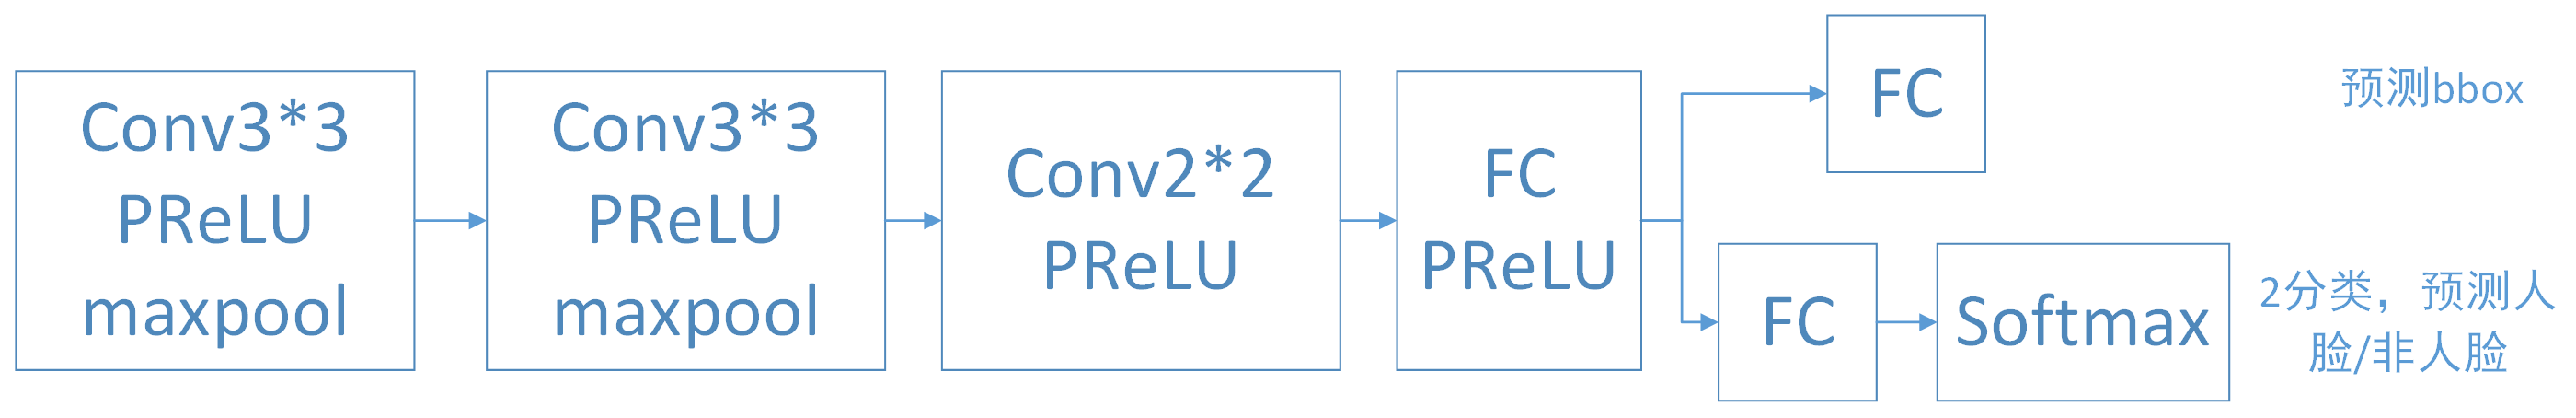 Conv3*3
PReLU
maxpool
Conv3*3
PReLU
maxpool
Conv2*2
PReLU
FC
PReLU
FC
预测bbox
FC
Softmax
2分类，预测人
脸/非人脸